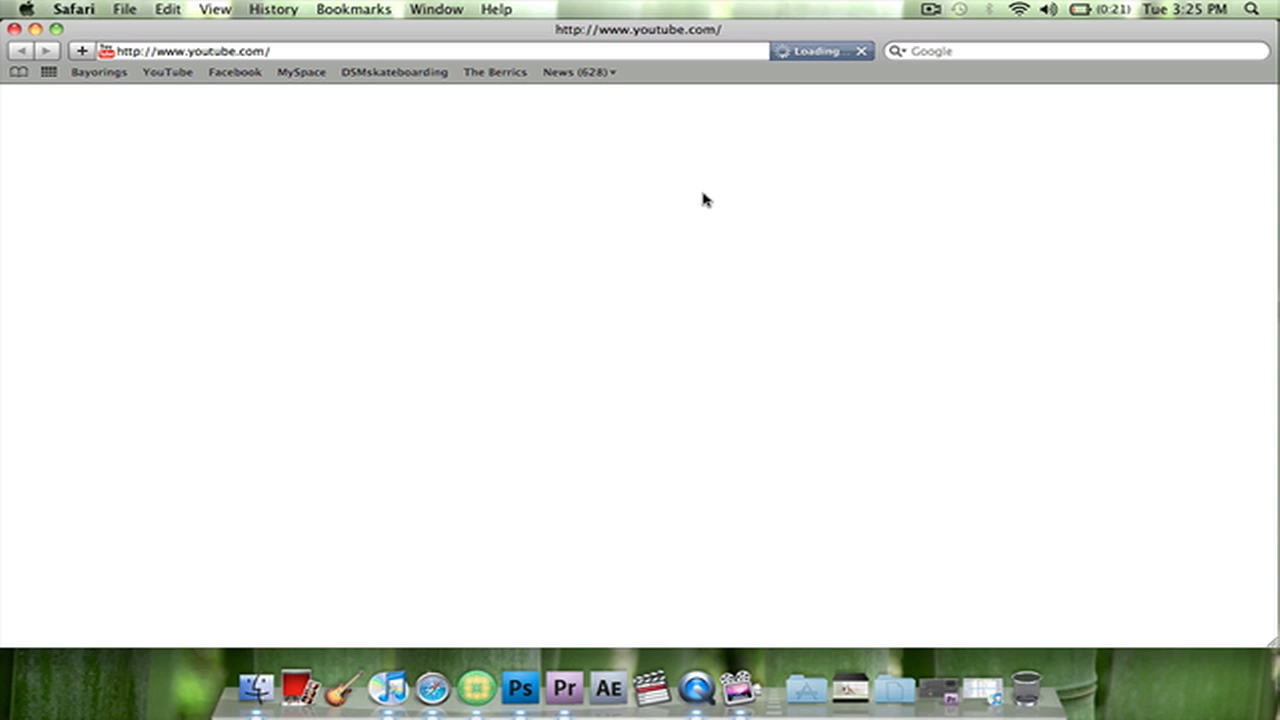 Safari File Edit View History Bookmarks Window Help (0:21) Tue 3:25 PM
http://www.youtube.com/
http://www.youtube.com/ Loading... Google
Bayorings YouTube Facebook MySpace DSMskateboarding The Berrics News (628)
Ps Pr AE